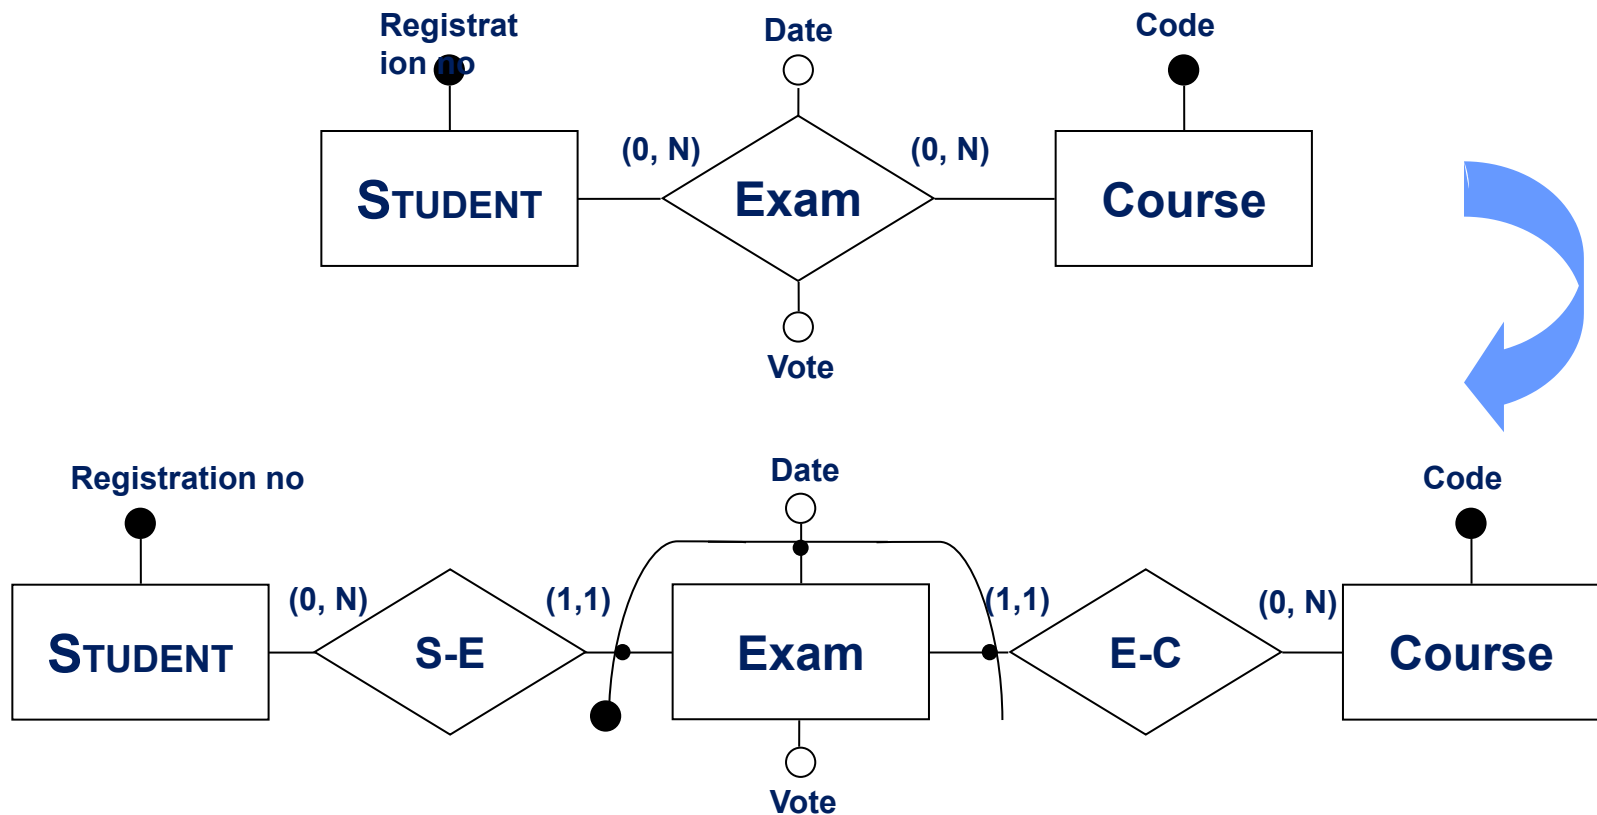 Registrat
ion no
Date
Code
(0, N)
(0, N)
STUDENT
Exam
Course
Vote
Registration no
Date
Code
(0, N)
(1,1)
(1,1)
(0, N)
STUDENT
S-E
Exam
E-C
Course
Vote